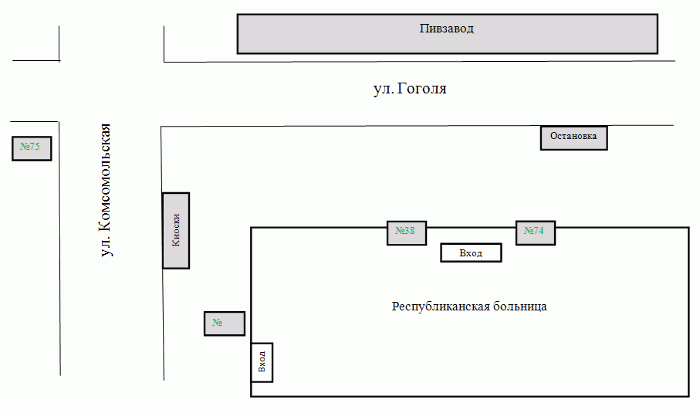 Пивзавод
ул. Гоголя
Остановка
№75
ул. Комсомольская
Киоски
№38
№74
Вход
Республиканская больница
№
Вход